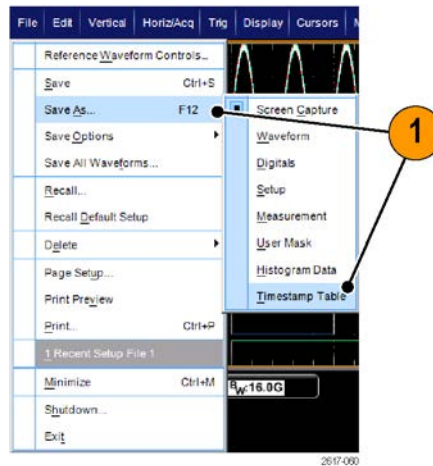 File Edit Vertical Horiz/Acq Trig Display Cursors
Reference Waveform Controls...
Save Ctrl+S
Save As... F12
Save Options
Save All Waveforms...
Recall...
Recall Default Setup
Delete
Page Setup...
Print Preview
Print... Ctrl+P
1 Recent Setup File 1
Minimize Ctrl+M
Shutdown...
Exit
Screen Capture
Waveform
Digitals
Setup
Measurement
User Mask
Histogram Data
Timestamp Table
1
BW:16.0G
2617-060